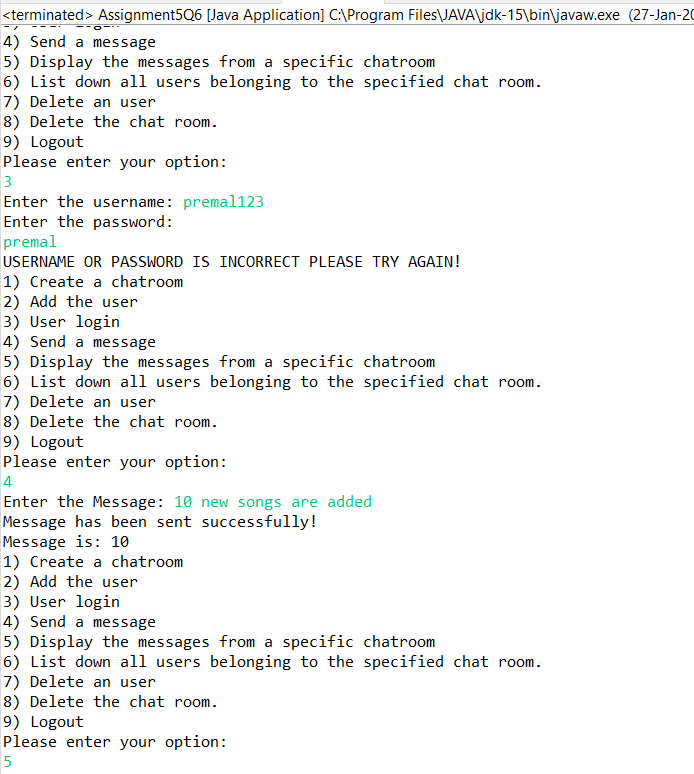 <terminated> Assignment5Q6 [Java Application] C:\Program Files\JAVA\jdk-15\bin\javaw.exe (27-Jan-20
3) User login
4) Send a message
5) Display the messages from a specific chatroom
6) List down all users belonging to the specified chat room.
7) Delete an user
8) Delete the chat room.
9) Logout
Please enter your option:
3
Enter the username: premal123
Enter the password:
premal
USERNAME OR PASSWORD IS INCORRECT PLEASE TRY AGAIN!
1) Create a chatroom
2) Add the user
3) User login
4) Send a message
5) Display the messages from a specific chatroom
6) List down all users belonging to the specified chat room.
7) Delete an user
8) Delete the chat room.
9) Logout
Please enter your option:
4
Enter the Message: 10 new songs are added
Message has been sent successfully!
Message is: 10
1) Create a chatroom
2) Add the user
3) User login
4) Send a message
5) Display the messages from a specific chatroom
6) List down all users belonging to the specified chat room.
7) Delete an user
8) Delete the chat room.
9) Logout
Please enter your option:
5